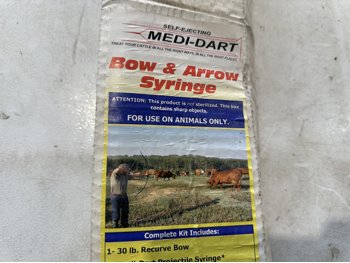 SELF-EJECTING
MEDI-DART
TREAT YOUR CATTLE IN ALL THE RIGHT WAYS, IN ALL THE RIGHT PLACES.
Bow & Arrow
Syringe
ATTENTION: This product is not sterilized. This box
contains sharp objects.
FOR USE ON ANIMALS ONLY.
Complete Kit Includes:
1- 30 lb. Recurve Bow
Projectile Syringe*